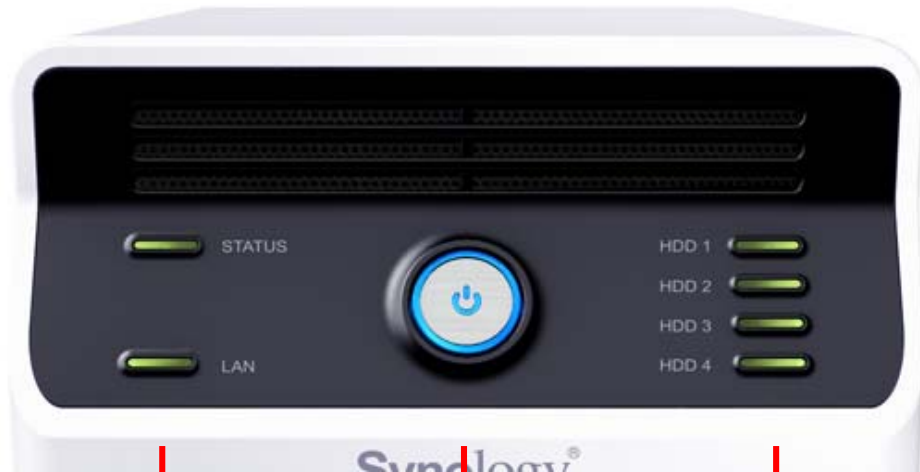 STATUS
LAN
HDD 1
HDD 2
HDD 3
HDD 4
Synology®